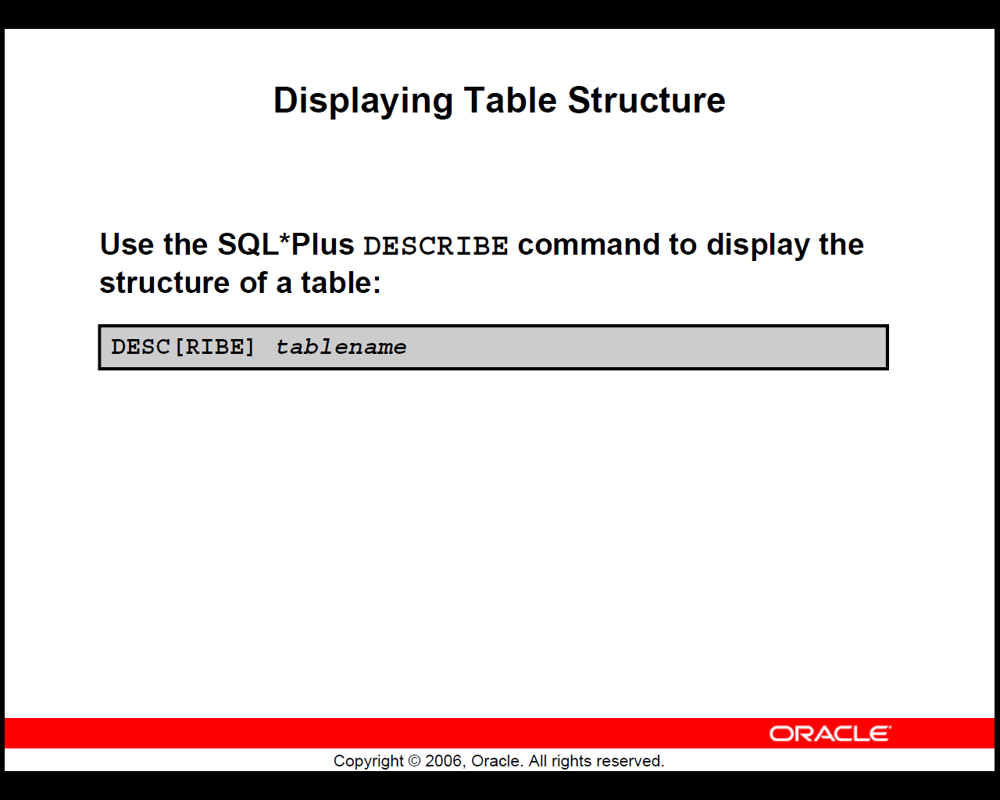 Displaying Table Structure
Use the SQL*Plus DESCRIBE command to display the
structure of a table:
DESC[RIBE] tablename
ORACLE
Copyright © 2006, Oracle. All rights reserved.